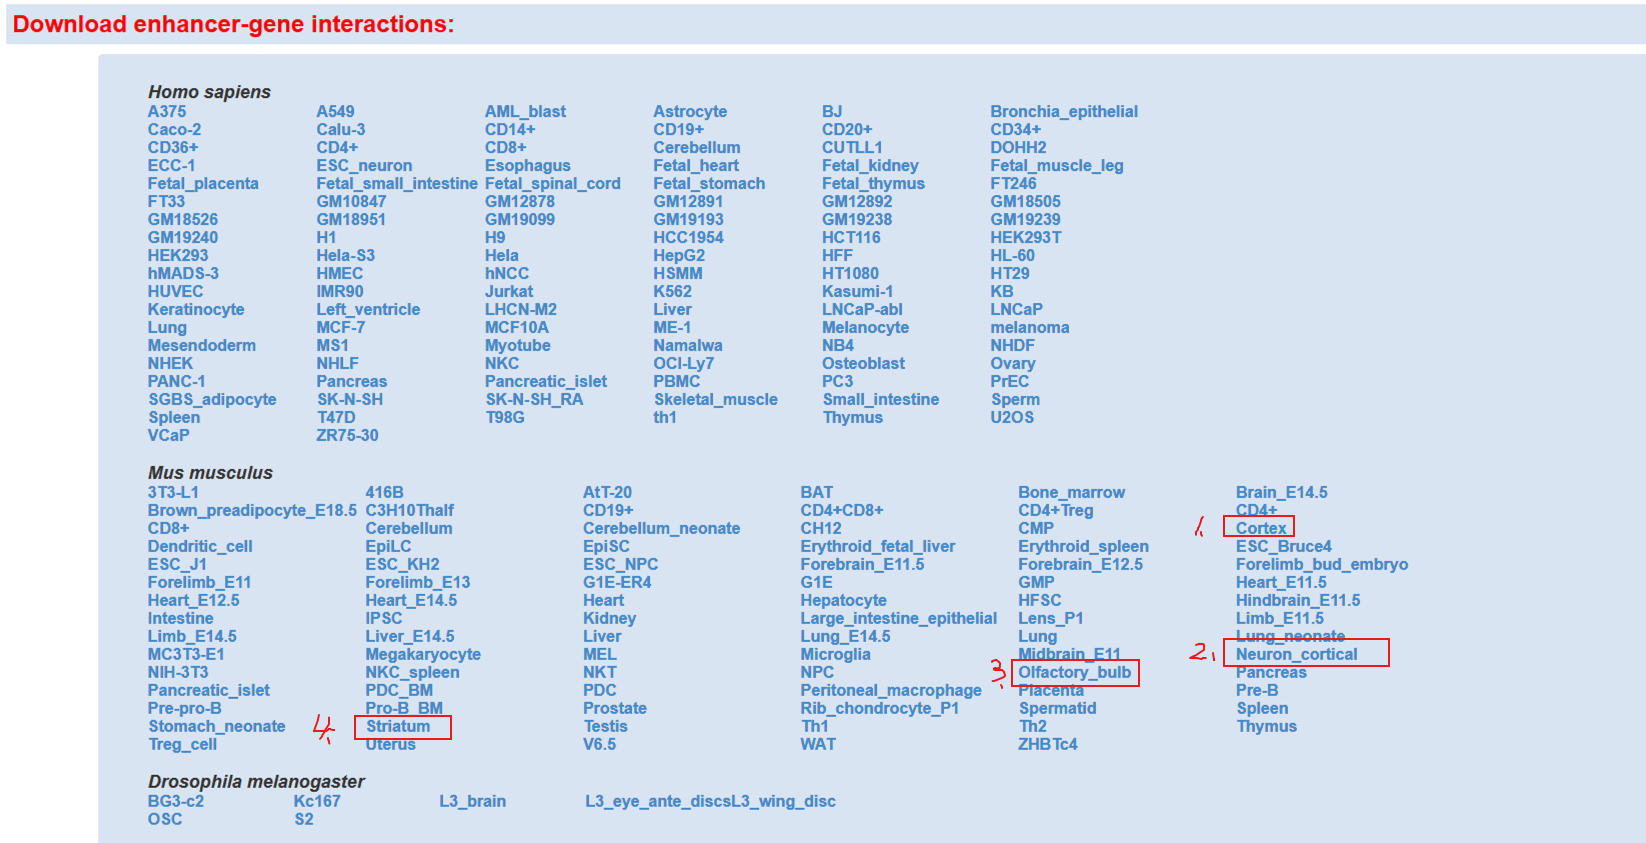 Download enhancer-gene interactions:
Homo sapiens
A375 A549 AML_blast Astrocyte BJ Bronchia_epithelial
Caco-2 Calu-3 CD14+ CD19+ CD20+ CD34+
CD36+ CD4+ CD8+ Cerebellum CUTLL1 DOHH2
ECC-1 ESC_neuron Esophagus Fetal_heart Fetal_kidney Fetal_muscle_leg
Fetal_placenta Fetal_small_intestine Fetal_spinal_cord Fetal_stomach Fetal_thymus FT246
FT33 GM10847 GM12878 GM12891 GM12892 GM18505
GM18526 GM18951 GM19099 GM19193 GM19238 GM19239
GM19240 H1 H9 HCC1954 HCT116 HEK293T
HEK293 Hela-S3 Hela HepG2 HFF HL-60
hMADS-3 HMEC hNCC HSMM HT1080 HT29
HUVEC IMR90 Jurkat K562 Kasumi-1 KB
Keratinocyte Left_ventricle LHCN-M2 Liver LNCaP-abl LNCaP
Lung MCF-7 MCF10A ME-1 Melanocyte melanoma
Mesendoderm MS1 Myotube Namalwa NB4 NHDF
NHEK NHLF NKC OCI-Ly7 Osteoblast Ovary
PANC-1 Pancreas Pancreatic_islet PBMC PC3 PrEC
SGBS_adipocyte SK-N-SH SK-N-SH_RA Skeletal_muscle Small_intestine Sperm
Spleen T47D T98G th1 Thymus U2OS
VCaP ZR75-30
Mus musculus
3T3-L1 416B AtT-20 BAT Bone_marrow Brain_E14.5
Brown_preadipocyte_E18.5 C3H10Thalf CD19+ CD4+CD8+ CD4+Treg CD4+
CD8+ Cerebellum Cerebellum_neonate CH12 CMP 1. Cortex
Dendritic_cell EpiLC EpiSC Erythroid_fetal_liver Erythroid_spleen ESC_Bruce4
ESC_J1 ESC_KH2 ESC_NPC Forebrain_E11.5 Forebrain_E12.5 Forelimb_bud_embryo
Forelimb_E11 Forelimb_E13 G1E-ER4 G1E GMP Heart_E11.5
Heart_E12.5 Heart_E14.5 Heart Hepatocyte HFSC Hindbrain_E11.5
Intestine IPSC Kidney Large_intestine_epithelial Lens_P1 Limb_E11.5
Limb_E14.5 Liver_E14.5 Liver Lung_E14.5 Lung Lung_neonate
MC3T3-E1 Megakaryocyte MEL Microglia Midbrain_E11 2. Neuron_cortical
NIH-3T3 NKC_spleen NKT NPC 3. Olfactory_bulb Pancreas
Pancreatic_islet PDC_BM PDC Peritoneal_macrophage Placenta Pre-B
Pre-pro-B Pro-B_BM Prostate Rib_chondrocyte_P1 Spermatid Spleen
Stomach_neonate 4. Striatum Testis Th1 Th2 Thymus
Treg_cell Uterus V6.5 WAT ZHBTc4
Drosophila melanogaster
BG3-c2 Kc167 L3_brain L3_eye_ante_discsL3_wing_disc
OSC S2